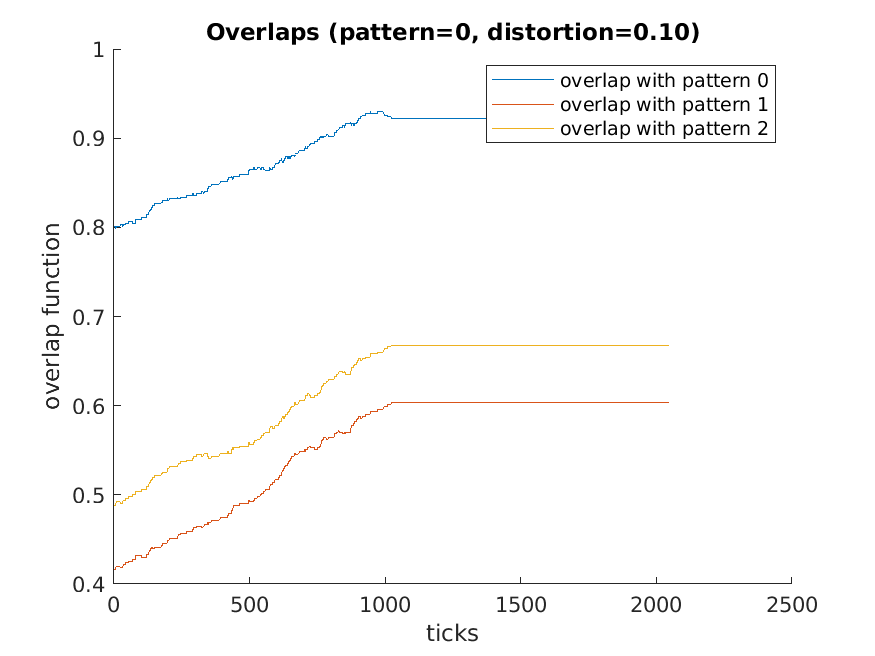 Overlaps (pattern=0, distortion=0.10)
overlap with pattern 0
overlap with pattern 1
overlap with pattern 2
overlap function
1
0.9
0.8
0.7
0.6
0.5
0.4
0 500 1000 1500 2000 2500
ticks